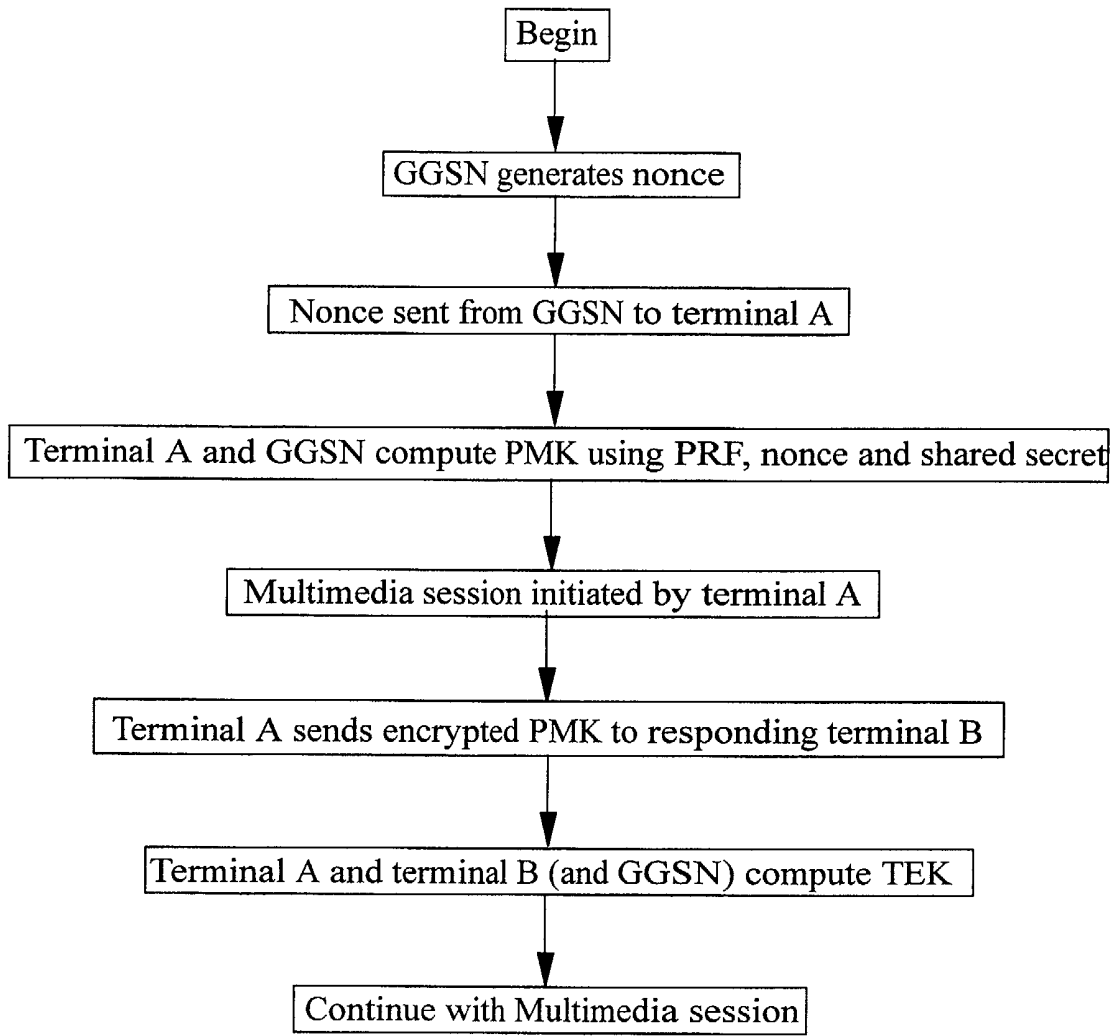 Begin
GGSN generates nonce
Nonce sent from GGSN to terminal A
Terminal A and GGSN compute PMK using PRF, nonce and shared secret
Multimedia session initiated by terminal A
Terminal A sends encrypted PMK to responding terminal B
Terminal A and terminal B (and GGSN) compute TEK
Continue with Multimedia session